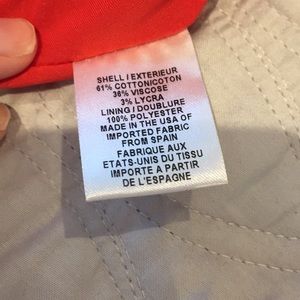 SHELL / EXTERIEUR
61% COTTON/COTON
36% VISCOSE
3% LYCRA
LINING / DOUBLURE
100% POLYESTER
MADE IN THE USA OF
IMPORTED FABRIC
FROM SPAIN
FABRIQUE AUX
ETATS-UNIS DU TISSU
IMPORTE A PARTIR
DE L'ESPAGNE